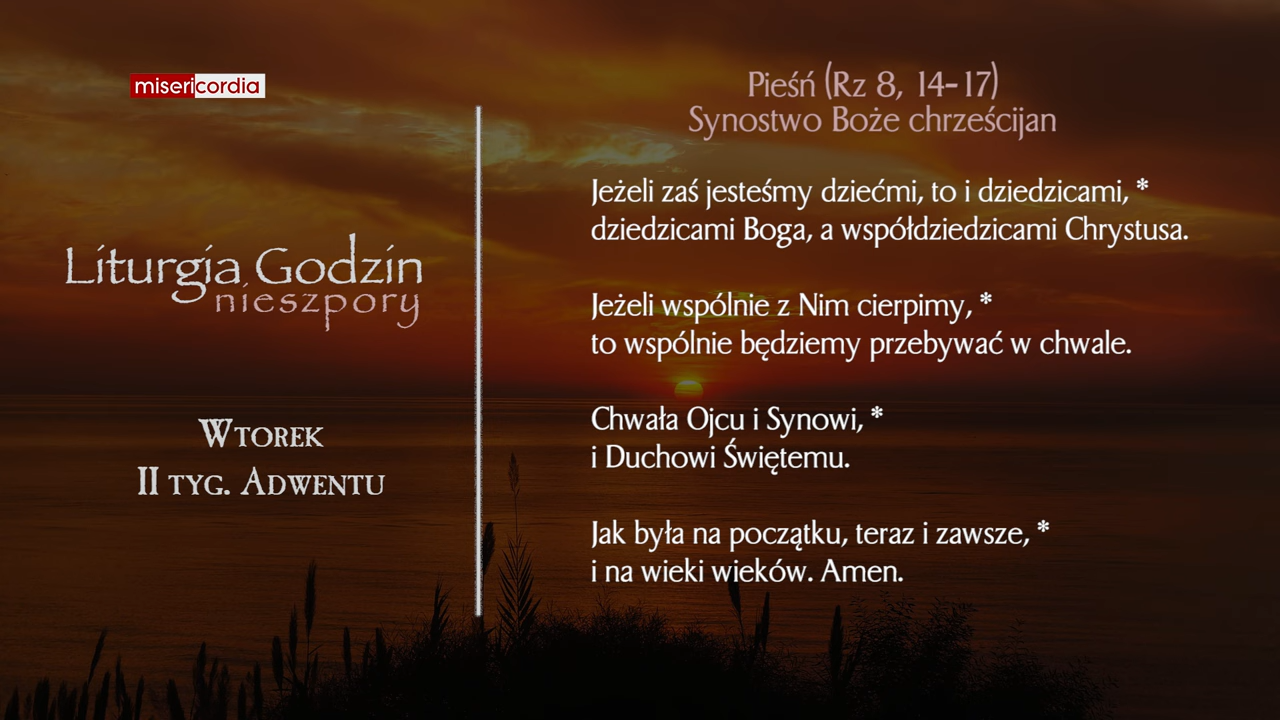 misericordia
Liturgia Godzin
nieszpory
Wtorek
II tyg. Adwentu
Pieśń (Rz 8, 14-17)
Synostwo Boże chrześcijan
Jeżeli zaś jesteśmy dziećmi, to i dziedzicami, *
dziedzicami Boga, a współdziedzicami Chrystusa.
Jeżeli wspólnie z Nim cierpimy, *
to wspólnie będziemy przebywać w chwale.
Chwała Ojcu i Synowi, *
i Duchowi Świętemu.
Jak była na początku, teraz i zawsze, *
i na wieki wieków. Amen.